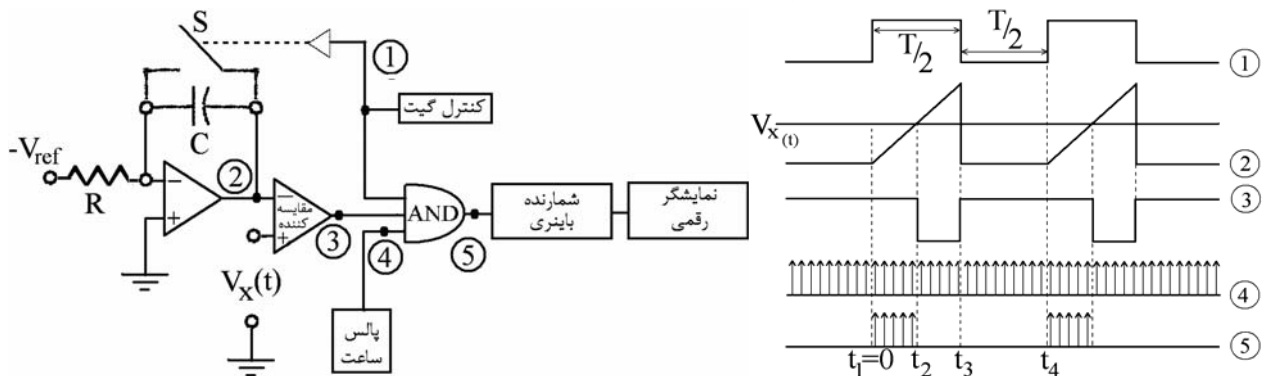 S
①
کنترل گیت
C
-Vref
R
−
+
②
−
مقایسه
کننده
+
③
④
AND
⑤
شمارنده
باینری
نمایشگر
رقمی
Vx(t)
پالس
ساعت
T/2
T/2
①
Vx(t)
②
③
④
⑤
t1=0
t2
t3
t4